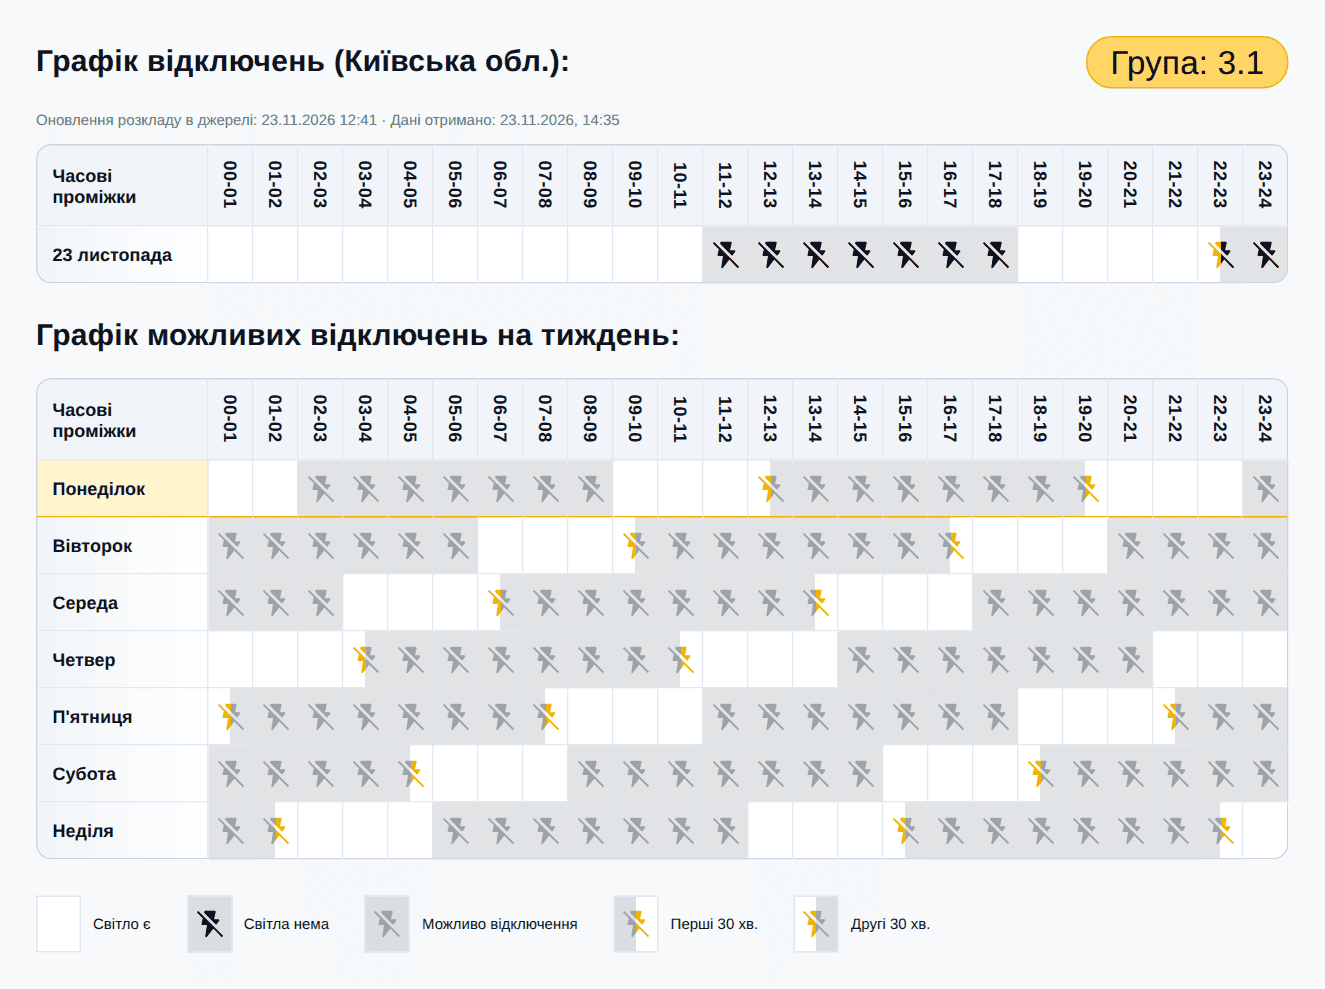 Графік відключень (Київська обл.):
Група: 3.1
Оновлення розкладу в джерелі: 23.11.2026 12:41 · Дані отримано: 23.11.2026, 14:35
Часові проміжки 00-01 01-02 02-03 03-04 04-05 05-06 06-07 07-08 08-09 09-10 10-11 11-12 12-13 13-14 14-15 15-16 16-17 17-18 18-19 19-20 20-21 21-22 22-23 23-24
23 листопада
Графік можливих відключень на тиждень:
Часові проміжки 00-01 01-02 02-03 03-04 04-05 05-06 06-07 07-08 08-09 09-10 10-11 11-12 12-13 13-14 14-15 15-16 16-17 17-18 18-19 19-20 20-21 21-22 22-23 23-24
Понеділок
Вівторок
Середа
Четвер
П'ятниця
Субота
Неділя
Світло є Світла нема Можливо відключення Перші 30 хв. Другі 30 хв.